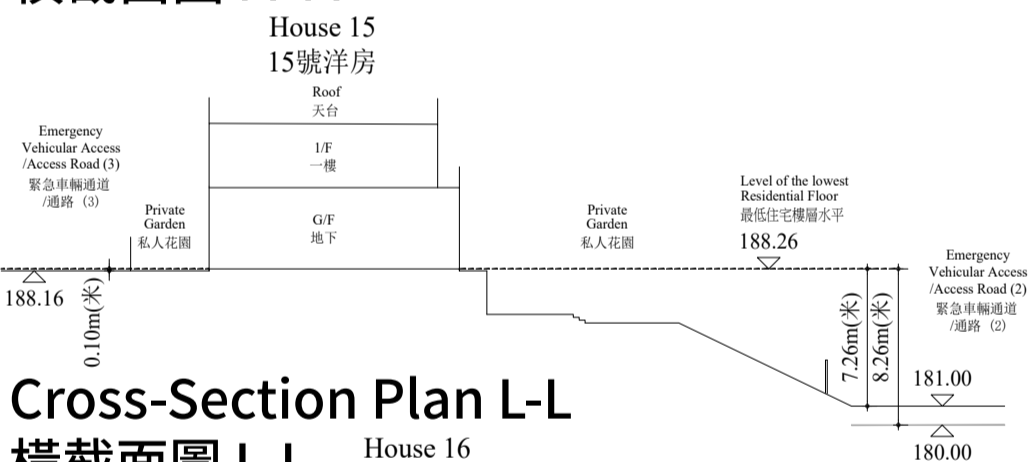 House 15
15號洋房
Roof
天台
Emergency
Vehicular Access
/Access Road (3)
緊急車輛通道
/通路 (3)
1/F
一樓
Private
Garden
私人花園
G/F
地下
Private
Garden
私人花園
Level of the lowest
Residential Floor
最低住宅樓層水平
188.26
Emergency
Vehicular Access
/Access Road (2)
緊急車輛通道
/通路 (2)
188.16
0.10m(米)
7.26m(米)
8.26m(米)
181.00
180.00
Cross-Section Plan L-L
橫截面圖 L-L
House 16